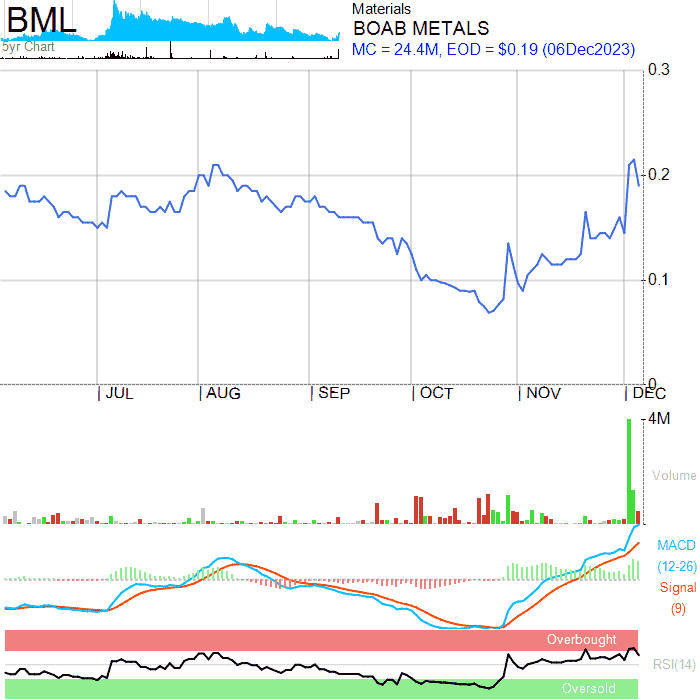 BML
5yr Chart
Materials
BOAB METALS
MC = 24.4M, EOD = $0.19 (06Dec2023)
0.3
0.2
0.1
0
JUL AUG SEP OCT NOV DEC
4M
Volume
MACD
(12-26)
Signal
(9)
Overbought
RSI(14)
Oversold